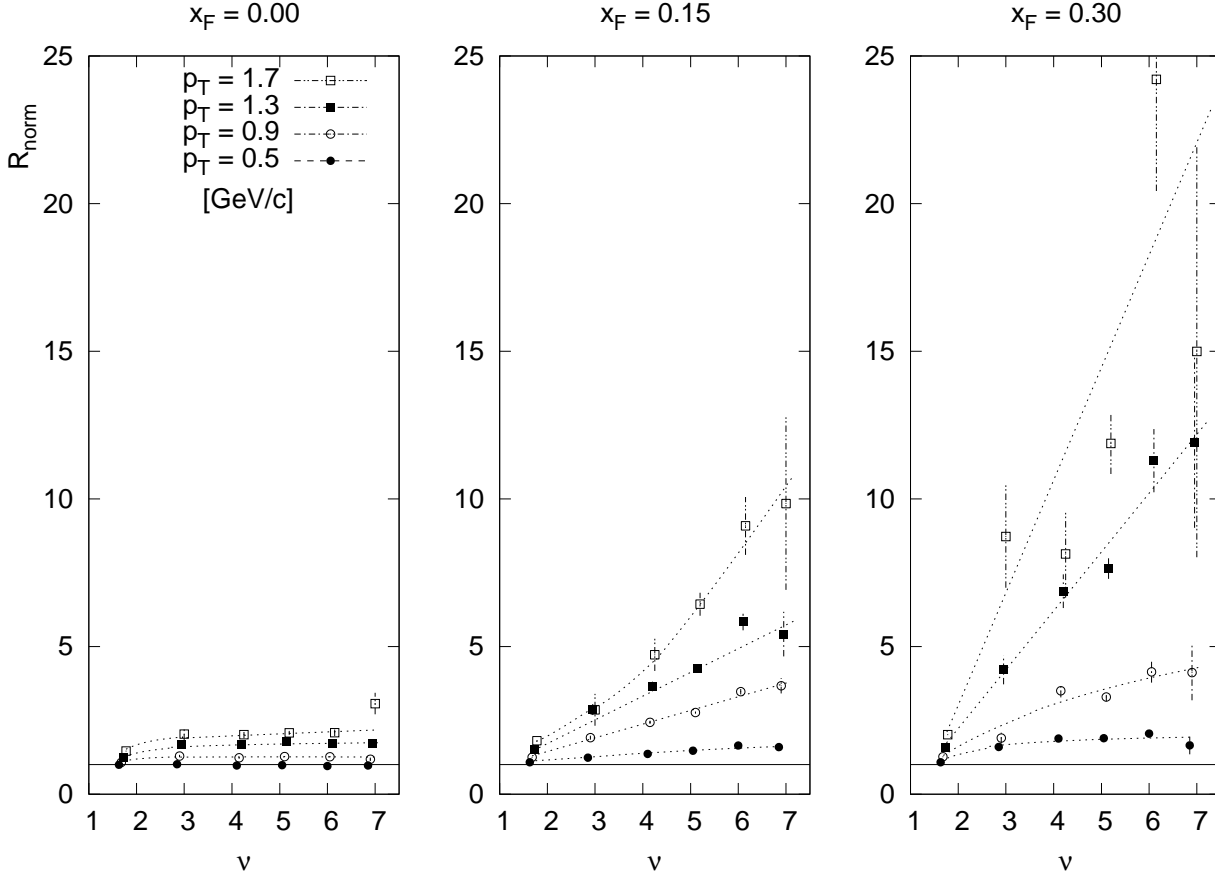 x_F = 0.00
x_F = 0.15
x_F = 0.30
R_norm
25
20
15
10
5
0
p_T = 1.7
p_T = 1.3
p_T = 0.9
p_T = 0.5
[GeV/c]
1 2 3 4 5 6 7
ν
25
20
15
10
5
0
1 2 3 4 5 6 7
ν
25
20
15
10
5
0
1 2 3 4 5 6 7
ν